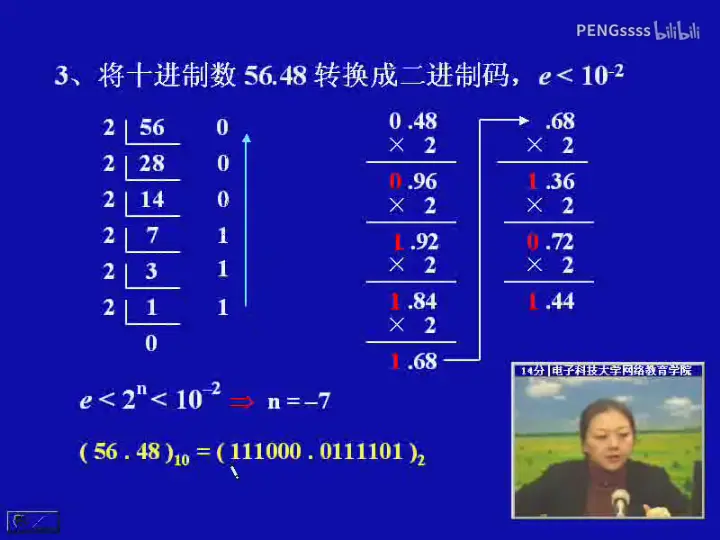 PENGssss bilibili
3、将十进制数 56.48 转换成二进制码，e < 10⁻²
2 56 0
2 28 0
2 14 0
2 7 1
2 3 1
2 1 1
0
0 .48
× 2
0 .96
× 2
1 .92
× 2
1 .84
× 2
1 .68
.68
× 2
1 .36
× 2
0 .72
× 2
1 .44
14分 电子科技大学网络教育学院
e < 2ⁿ < 10⁻² ⇒ n = –7
( 56 . 48 )₁₀ = ( 111000 . 0111101 )₂